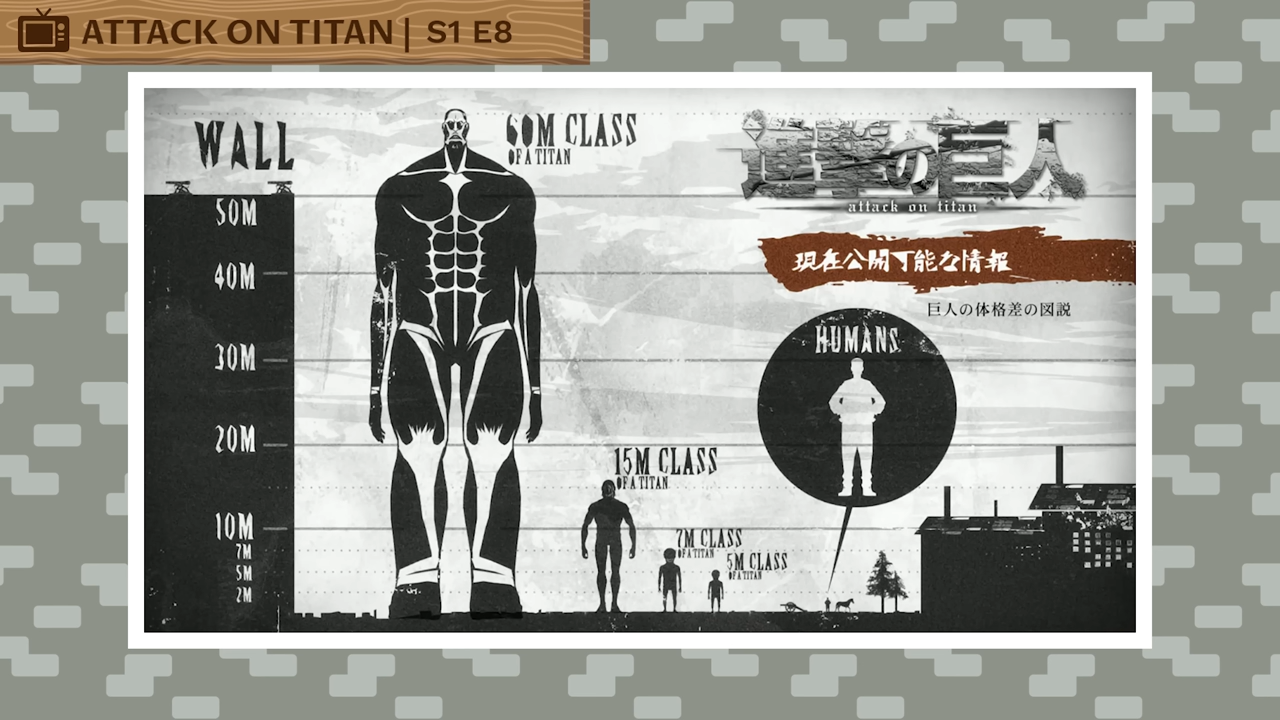 ATTACK ON TITAN | S1 E8
WALL
50M
40M
30M
20M
10M
7M
5M
2M
60M CLASS
OF A TITAN
15M CLASS
OF A TITAN
7M CLASS
OF A TITAN
5M CLASS
OF A TITAN
進撃の巨人
attack on titan
現在公開可能な情報
巨人の体格差の図説
HUMANS